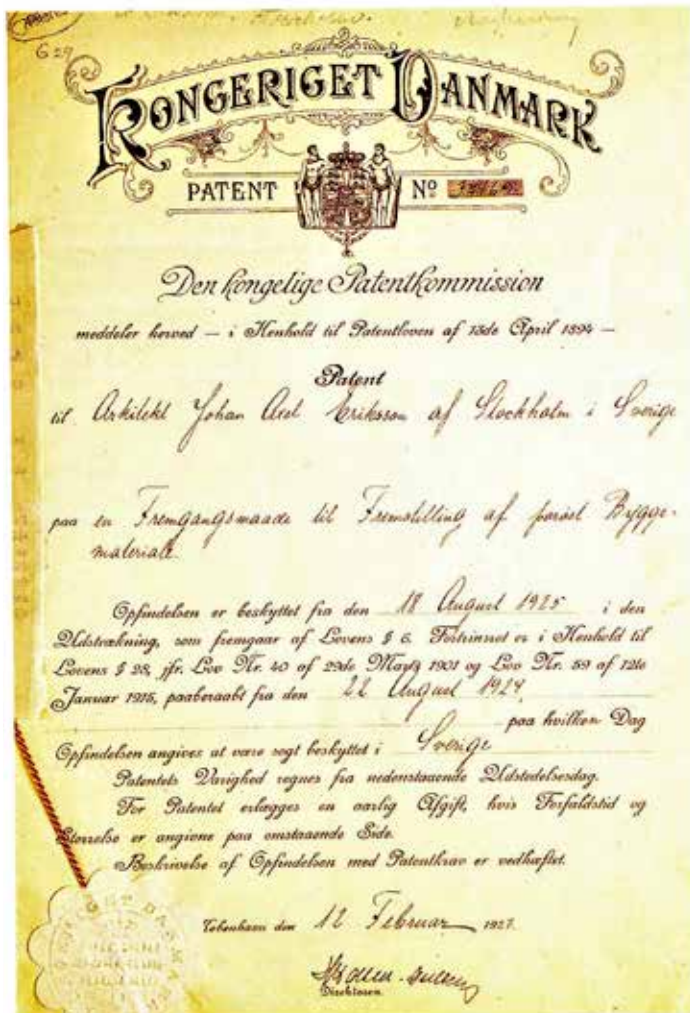 G 29
KONGERIGET DANMARK
PATENT Nº
Den kongelige Patentkommission
meddeler herved — i Henhold til Patentloven af 13de April 1894 —
Patent
til Arkitekt Johan Axel Eriksson af Stockholm i Sverige
paa en Fremgangsmaade til Fremstilling af porøst Bygge-
materiale.
Opfindelsen er beskyttet fra den 18 August 1925 i den
Udstrækning, som fremgaar af Lovens § 6. Fortrinnet er i Henhold til
Lovens § 28, jfr. Lov Nr. 40 af 29de Marts 1901 og Lov Nr. 59 af 12te
Januar 1915, paaberaabt fra den 22 August 1924
paa hvilken Dag
Opfindelsen angives at være søgt beskyttet i Sverige
Patentets Varighed regnes fra nedenstaaende Udstedelsesdag.
For Patentet erlægges en aarlig Afgift, hvis Forfaldstid og
Størrelse er angivne paa omstaaende Side.
Beskrivelse af Opfindelsen med Patentkrav er vedhæftet.
København den 12 Februar 1927.
Direktøren.